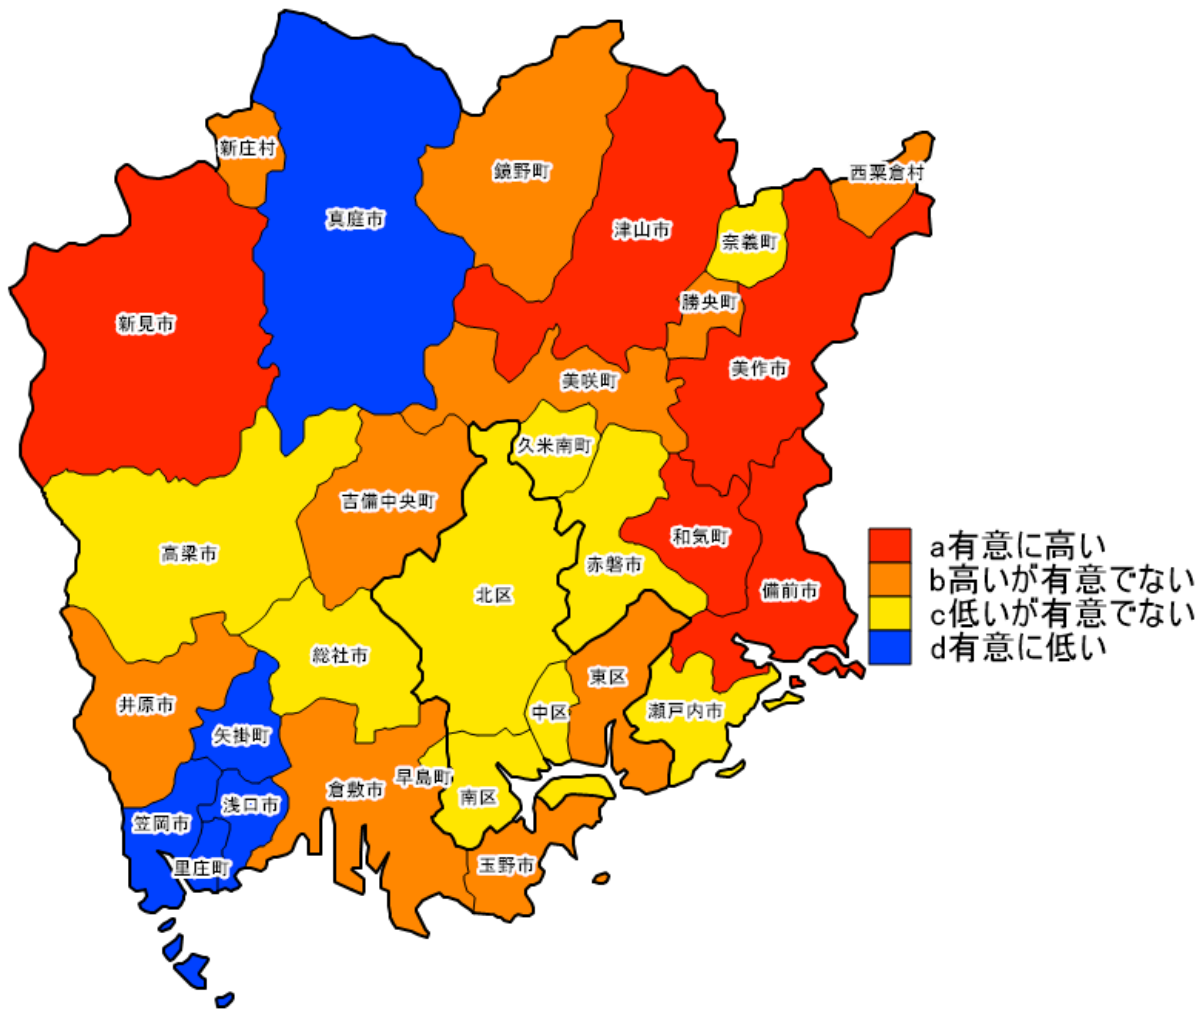 新庄村
鏡野町
西粟倉村
真庭市
津山市
奈義町
勝央町
新見市
美作市
美咲町
久米南町
吉備中央町
和気町
高梁市
赤磐市
備前市
北区
総社市
東区
井原市
中区
瀬戸内市
矢掛町
早島町
倉敷市
南区
浅口市
笠岡市
里庄町
玉野市
a有意に高い
b高いが有意でない
c低いが有意でない
d有意に低い